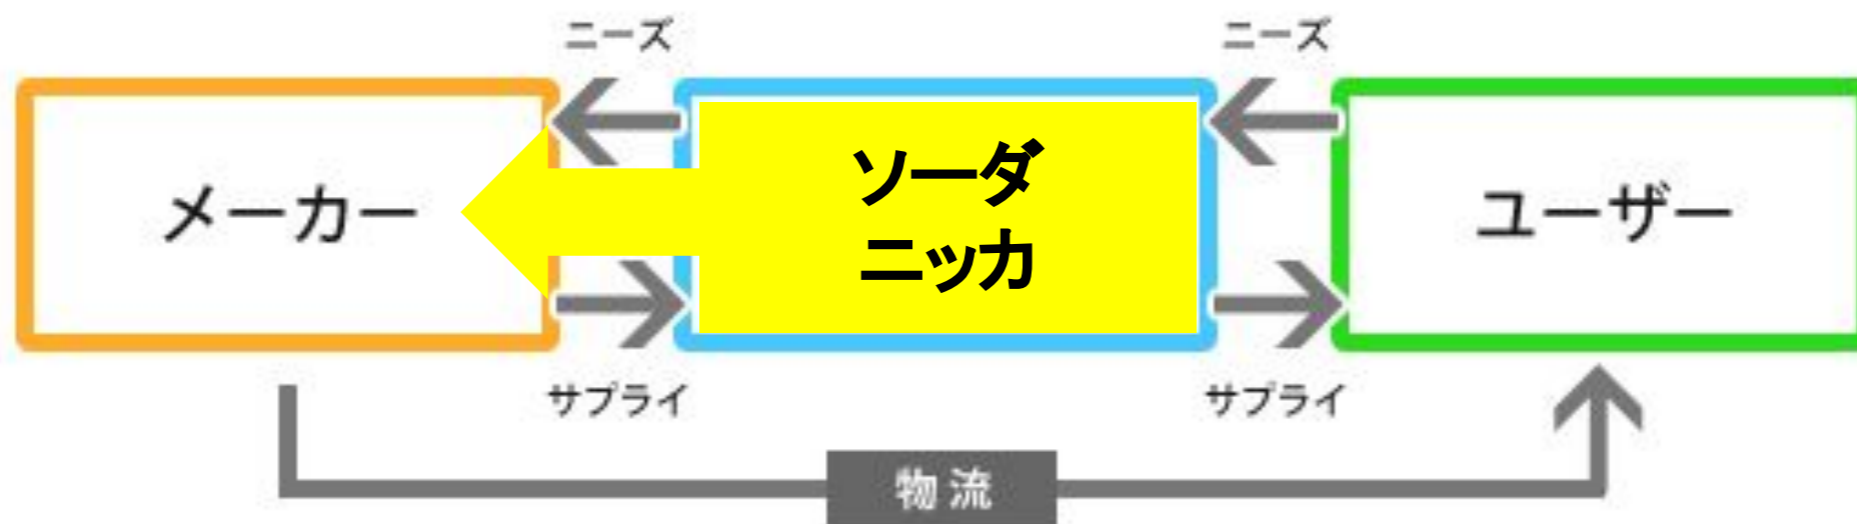 ニーズ
ニーズ
メーカー
ソーダ
ニッカ
ユーザー
サプライ
サプライ
物流